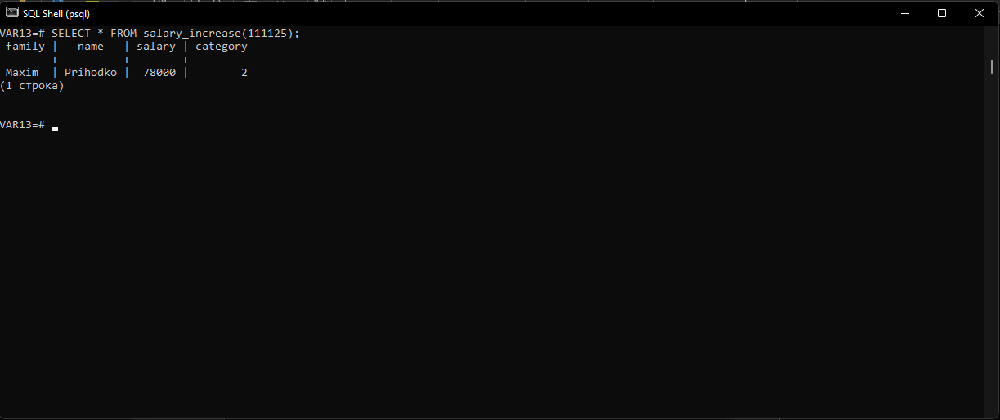 SQL Shell (psql)
VAR13=# SELECT * FROM salary_increase(111125);
 family |   name   | salary | category
--------+----------+--------+----------
 Maxim  | Prihodko |  78000 |        2
(1 строка)
VAR13=#